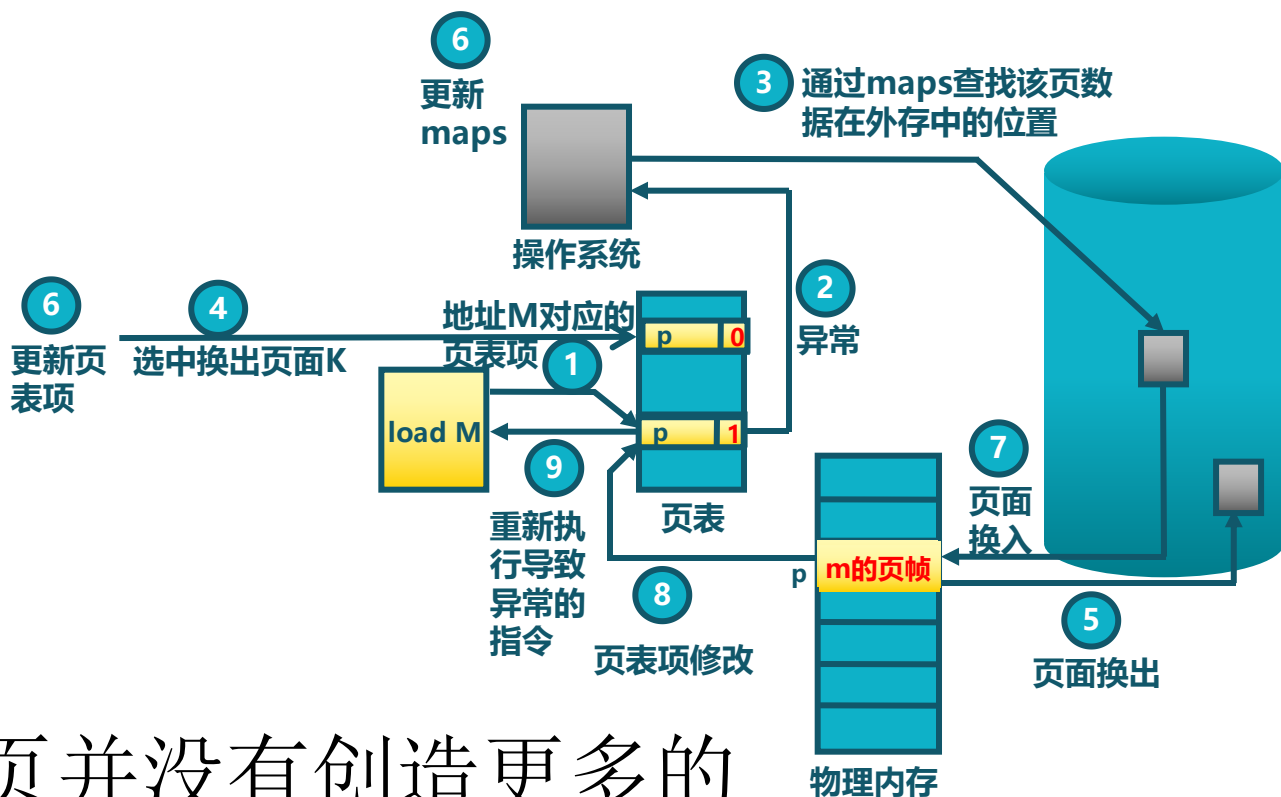 6
更新
maps
3
通过maps查找该页数
据在外存中的位置
操作系统
2
异常
6
更新页
表项
4
选中换出页面K
地址M对应的
页表项
1
p
0
load M
p
1
9
重新执
行导致
异常的
指令
页表
7
页面
换入
p
m的页帧
8
页表项修改
5
页面换出
物理内存
页并没有创造更多的